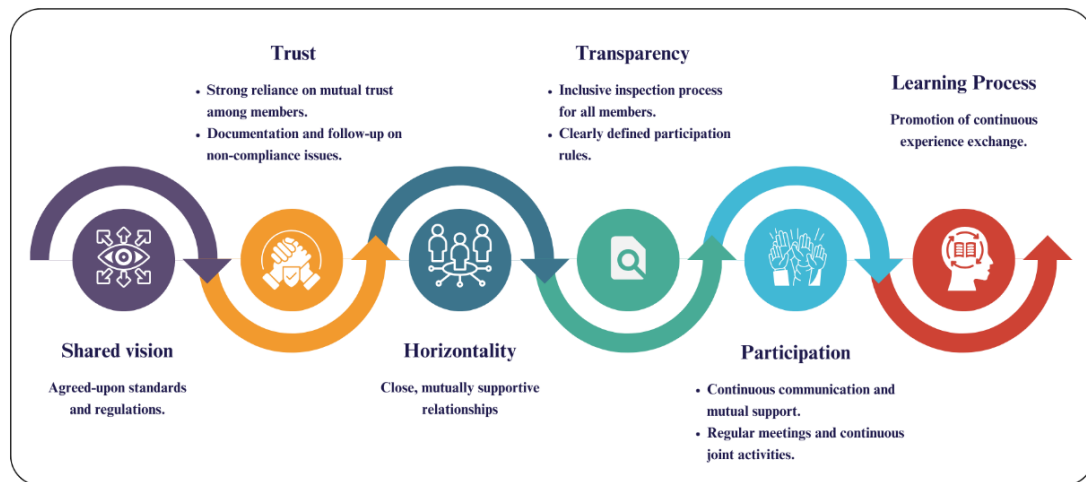 Trust
• Strong reliance on mutual trust
among members.
• Documentation and follow-up on
non-compliance issues.
Transparency
• Inclusive inspection process
for all members.
• Clearly defined participation
rules.
Learning Process
Promotion of continuous
experience exchange.
Shared vision
Agreed-upon standards
and regulations.
Horizontality
Close, mutually supportive
relationships
Participation
• Continuous communication and
mutual support.
• Regular meetings and continuous
joint activities.